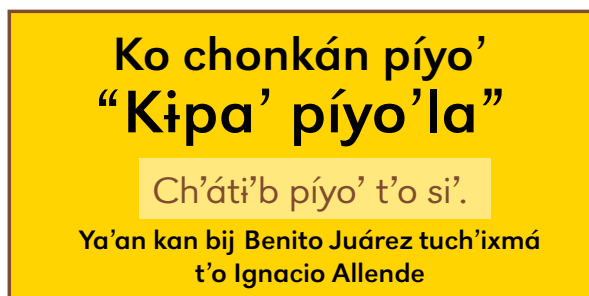 Ko chonkán píyo’
“Kɨpa’ píyo’la”
Ch’átɨ’b píyo’ t’o si’.
Ya’an kan bij Benito Juárez tuch’ixmá
t’o Ignacio Allende